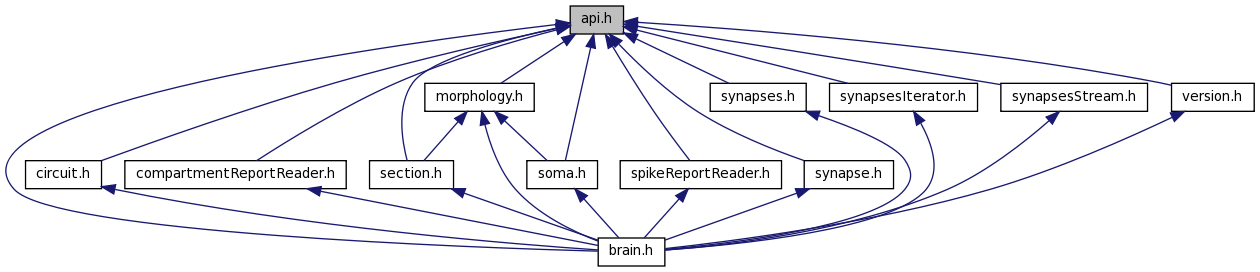 api.h
morphology.h
synapses.h
synapsesIterator.h
synapsesStream.h
version.h
circuit.h
compartmentReportReader.h
section.h
soma.h
spikeReportReader.h
synapse.h
brain.h